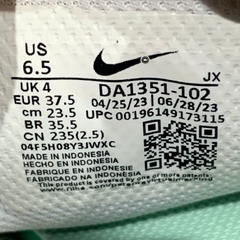 US
6.5
JX
UK 4
DA1351-102
EUR 37.5
04/25/23
06/28/23
cm 23.5
UPC 00196149173115
BR 35.5
CN 235(2.5)
04F5H08Y3JWXC
MADE IN INDONESIA
FABRIQUE EN INDONESIE
HECHO EN INDONESIA
FABRICADO EN INDONESIA